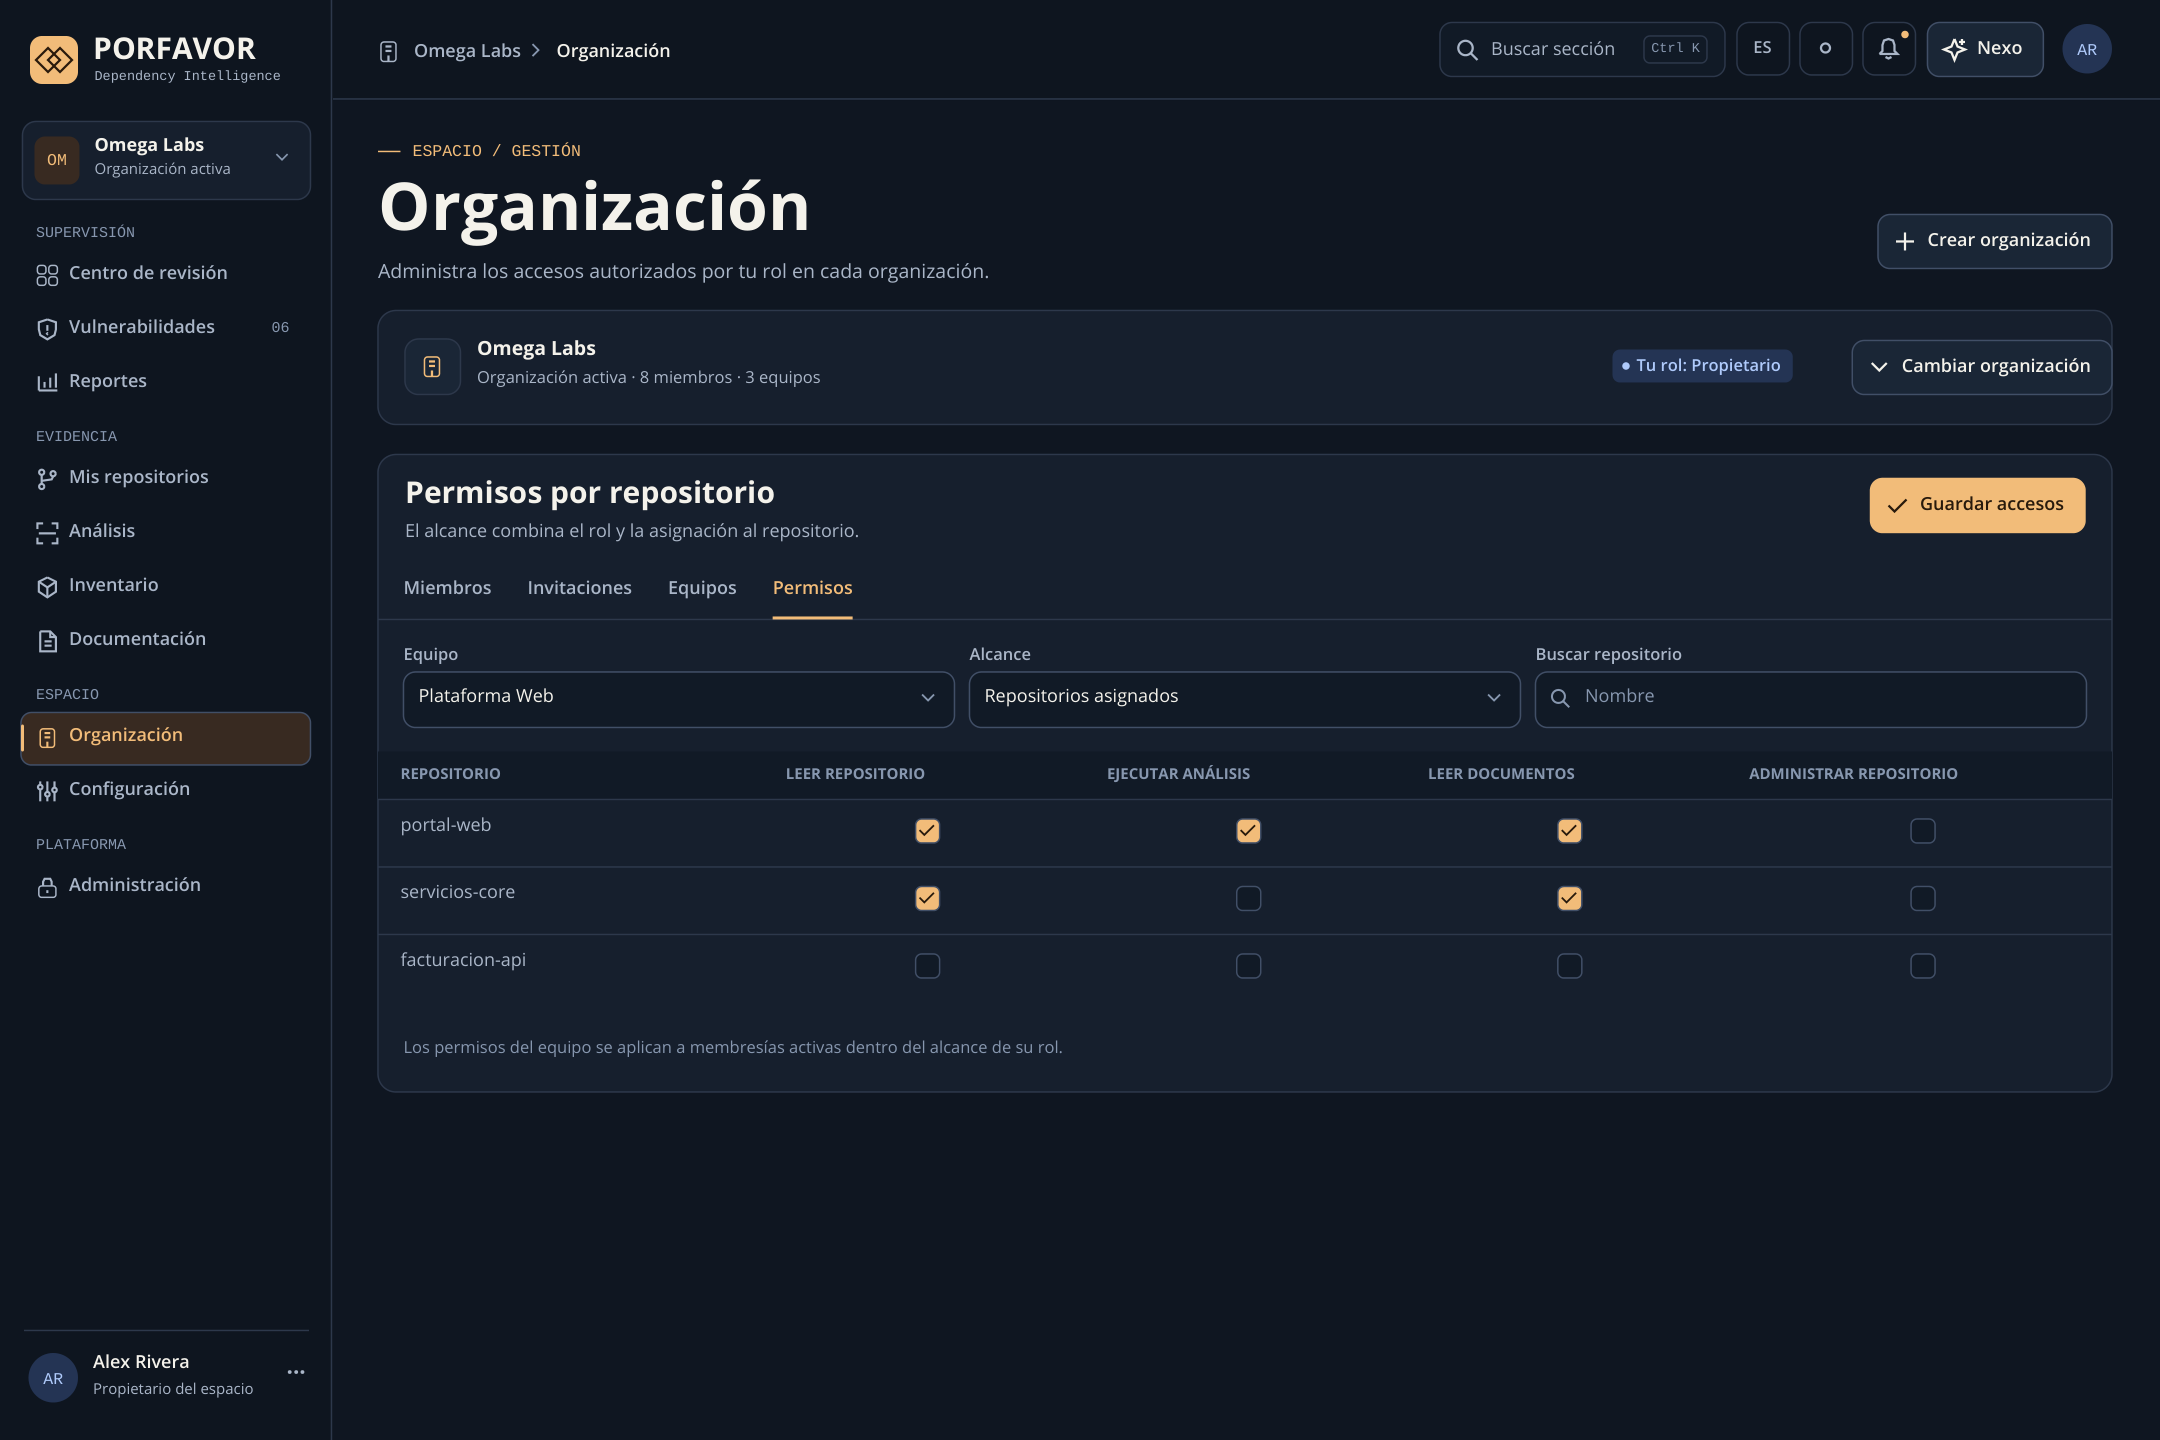 PORFAVOR
Dependency Intelligence
OM
Omega Labs
Organización activa
SUPERVISIÓN
Centro de revisión
Vulnerabilidades 06
Reportes
EVIDENCIA
Mis repositorios
Análisis
Inventario
Documentación
ESPACIO
Organización
Configuración
PLATAFORMA
Administración
AR
Alex Rivera
Propietario del espacio
Omega Labs > Organización
Buscar sección Ctrl K
ES
Nexo
AR
ESPACIO / GESTIÓN
Organización
Administra los accesos autorizados por tu rol en cada organización.
Crear organización
Omega Labs
Organización activa · 8 miembros · 3 equipos
Tu rol: Propietario
Cambiar organización
Permisos por repositorio
El alcance combina el rol y la asignación al repositorio.
Guardar accesos
Miembros Invitaciones Equipos Permisos
Equipo Alcance Buscar repositorio
Plataforma Web Repositorios asignados Nombre
REPOSITORIO LEER REPOSITORIO EJECUTAR ANÁLISIS LEER DOCUMENTOS ADMINISTRAR REPOSITORIO
portal-web
servicios-core
facturacion-api
Los permisos del equipo se aplican a membresías activas dentro del alcance de su rol.